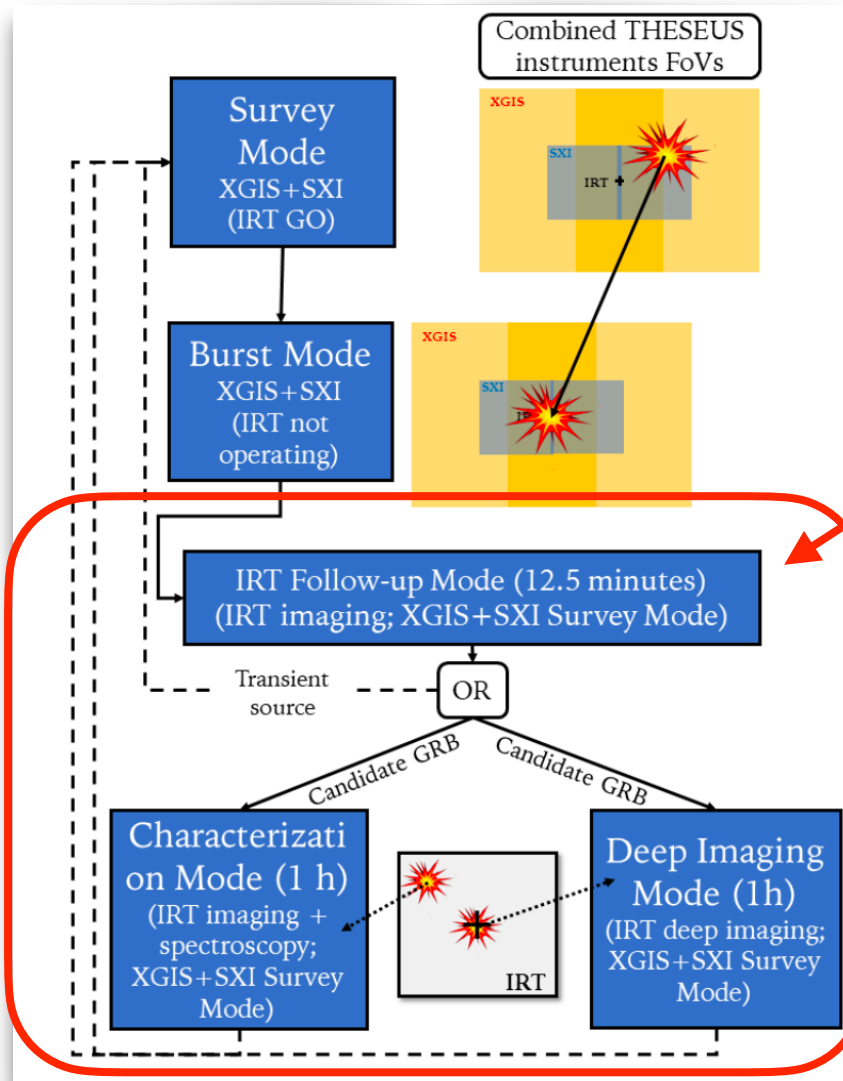 Combined THESEUS
instruments FoVs
Survey
Mode
XGIS+SXI
(IRT GO)
XGIS
SXI
IRT
Burst Mode
XGIS+SXI
(IRT not
operating)
XGIS
SXI
IRT Follow-up Mode (12.5 minutes)
(IRT imaging; XGIS+SXI Survey Mode)
Transient
source
OR
Candidate GRB
Candidate GRB
Characterizati
on Mode (1 h)
(IRT imaging +
spectroscopy;
XGIS+SXI Survey
Mode)
IRT
Deep Imaging
Mode (1h)
(IRT deep imaging;
XGIS+SXI Survey
Mode)